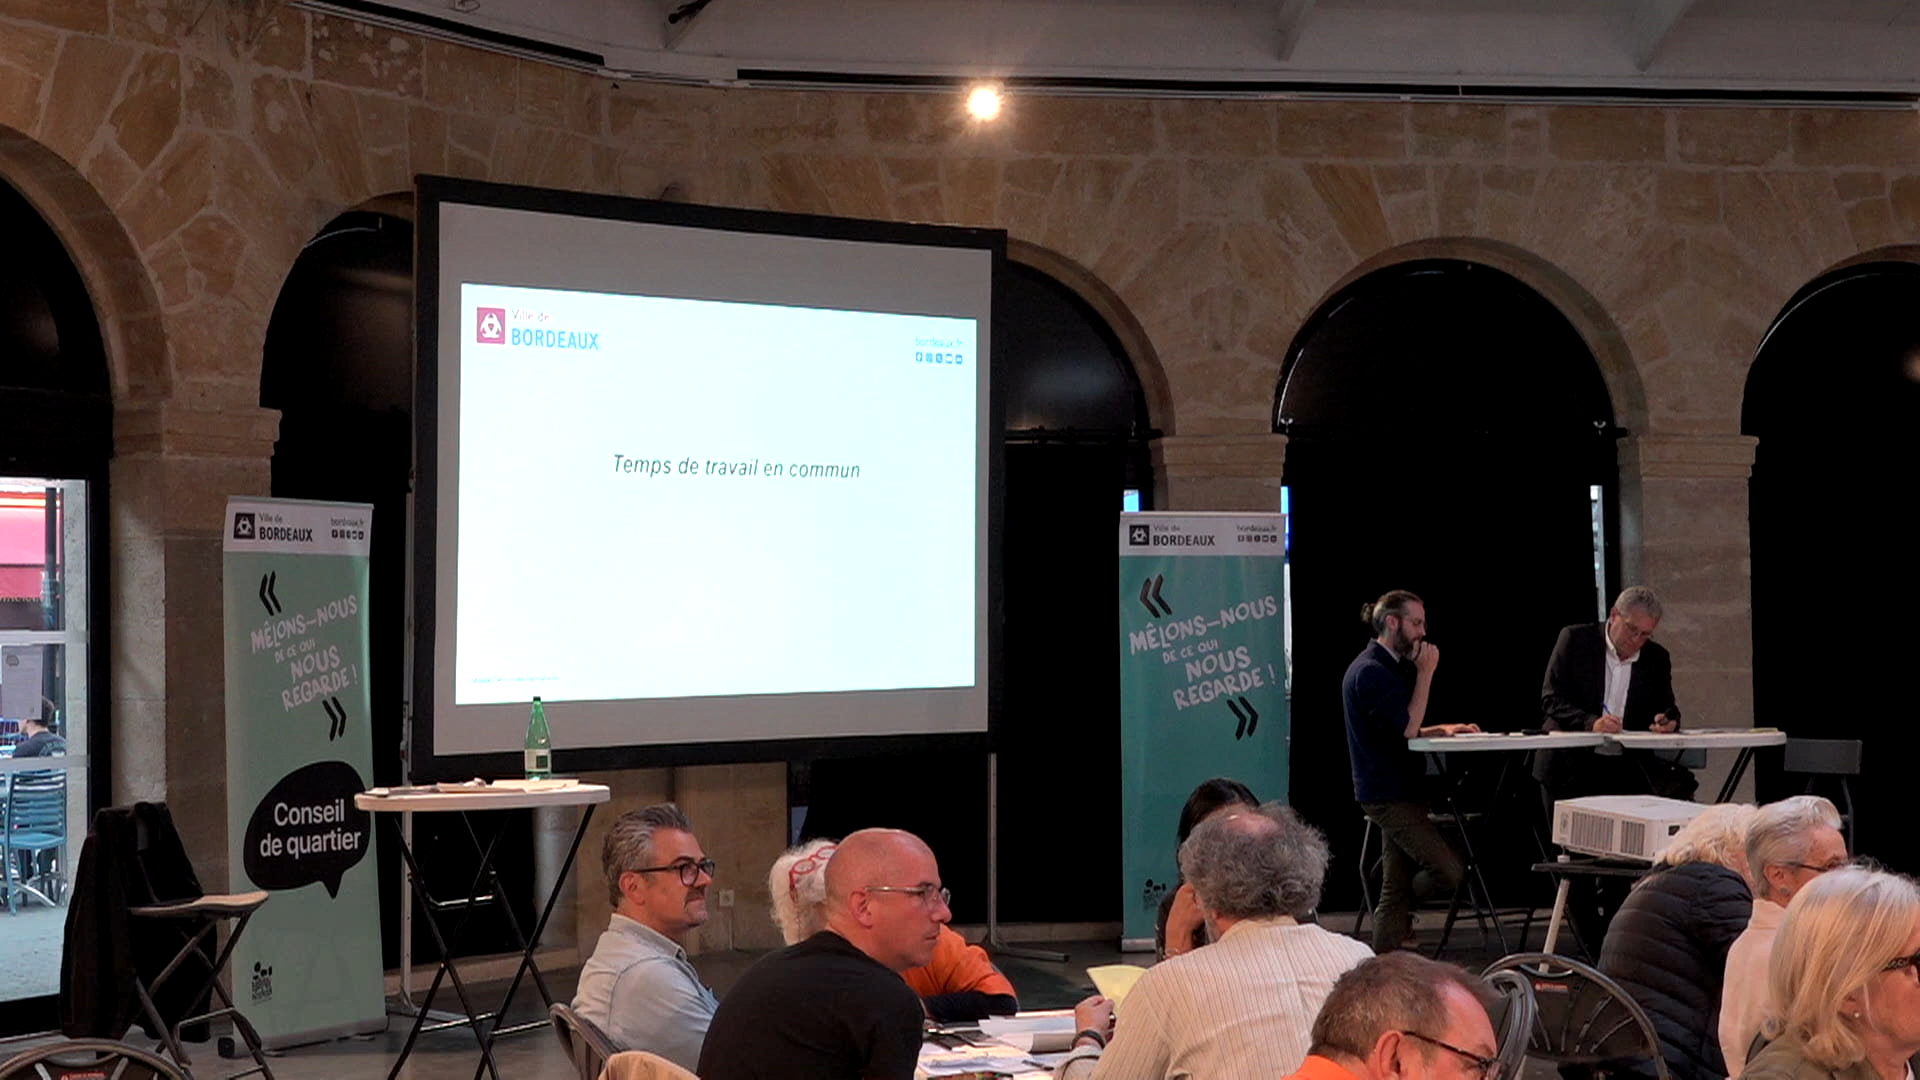 Ville de
BORDEAUX
bordeaux.fr
Temps de travail en commun
Ville de
BORDEAUX
bordeaux.fr
«
MÊLONS-NOUS
DE CE QUI
NOUS
REGARDE !
»
Conseil
de quartier
Ville de
BORDEAUX
bordeaux.fr
«
MÊLONS-NOUS
DE CE QUI
NOUS
REGARDE !
»